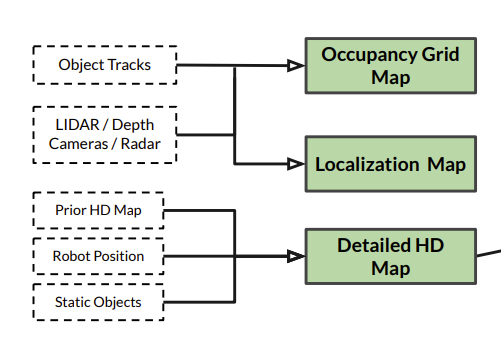 Object Tracks
Occupancy Grid
Map
LIDAR / Depth
Cameras / Radar
Localization Map
Prior HD Map
Robot Position
Static Objects
Detailed HD
Map